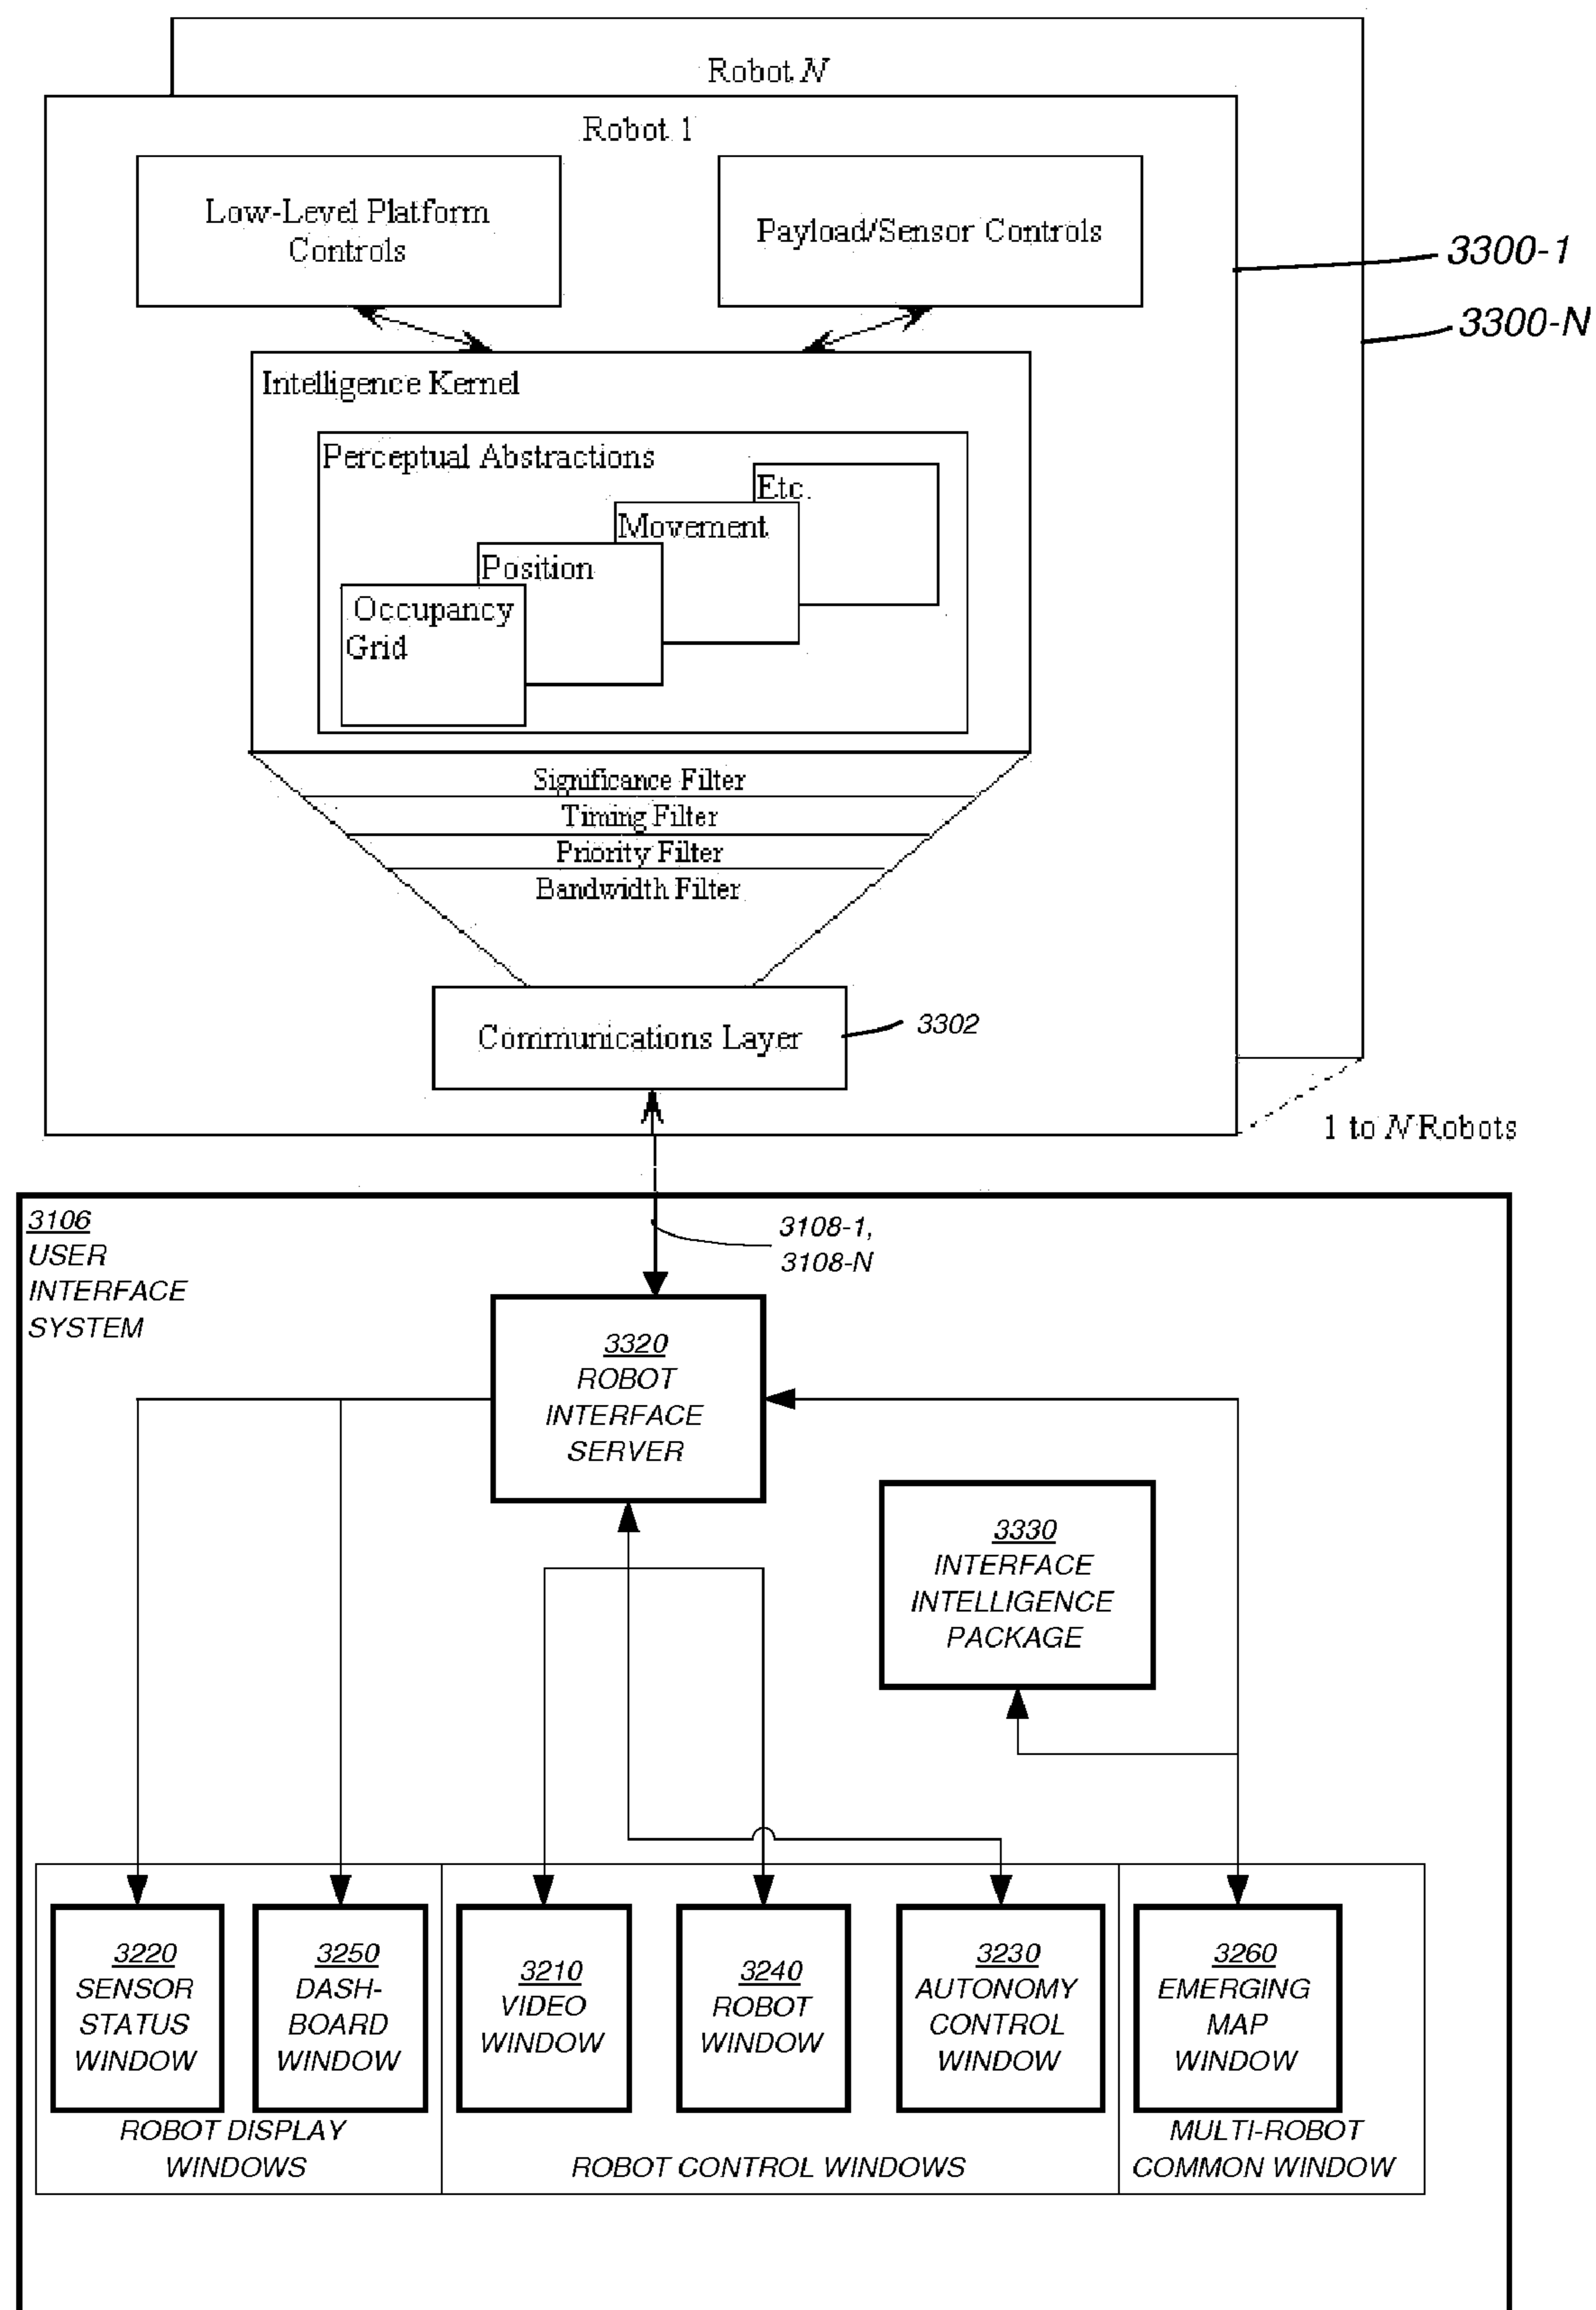 Robot N
Robot 1
Low-Level Platform
Controls
Payload/Sensor Controls
3300-1
3300-N
Intelligence Kernel
Perceptual Abstractions
Etc.
Movement
Position
Occupancy
Grid
Significance Filter
Timing Filter
Priority Filter
Bandwidth Filter
Communications Layer
3302
1 to N Robots
3106
USER
INTERFACE
SYSTEM
3108-1,
3108-N
3320
ROBOT
INTERFACE
SERVER
3330
INTERFACE
INTELLIGENCE
PACKAGE
3220
SENSOR
STATUS
WINDOW
3250
DASH-
BOARD
WINDOW
3210
VIDEO
WINDOW
3240
ROBOT
WINDOW
3230
AUTONOMY
CONTROL
WINDOW
3260
EMERGING
MAP
WINDOW
ROBOT DISPLAY
WINDOWS
ROBOT CONTROL WINDOWS
MULTI-ROBOT
COMMON WINDOW